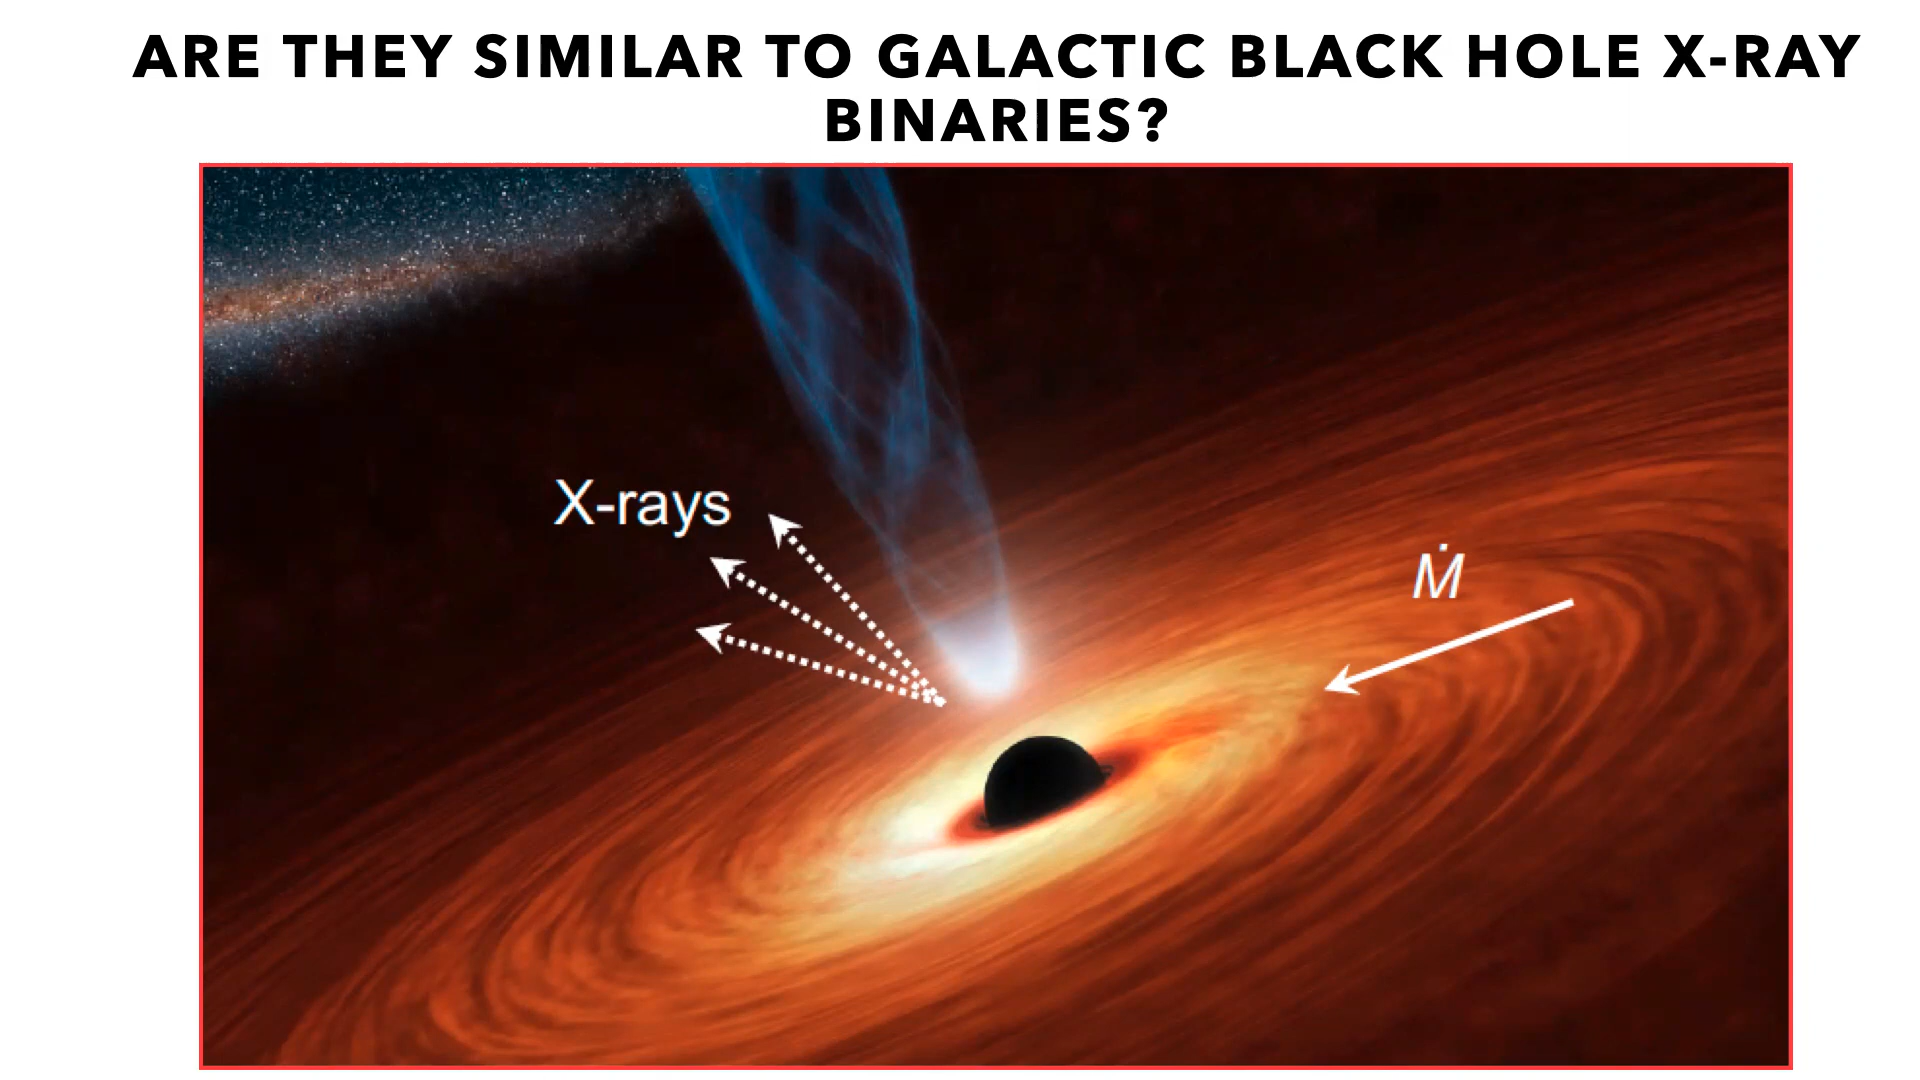 ARE THEY SIMILAR TO GALACTIC BLACK HOLE X-RAY
BINARIES?
X-rays
Ṁ